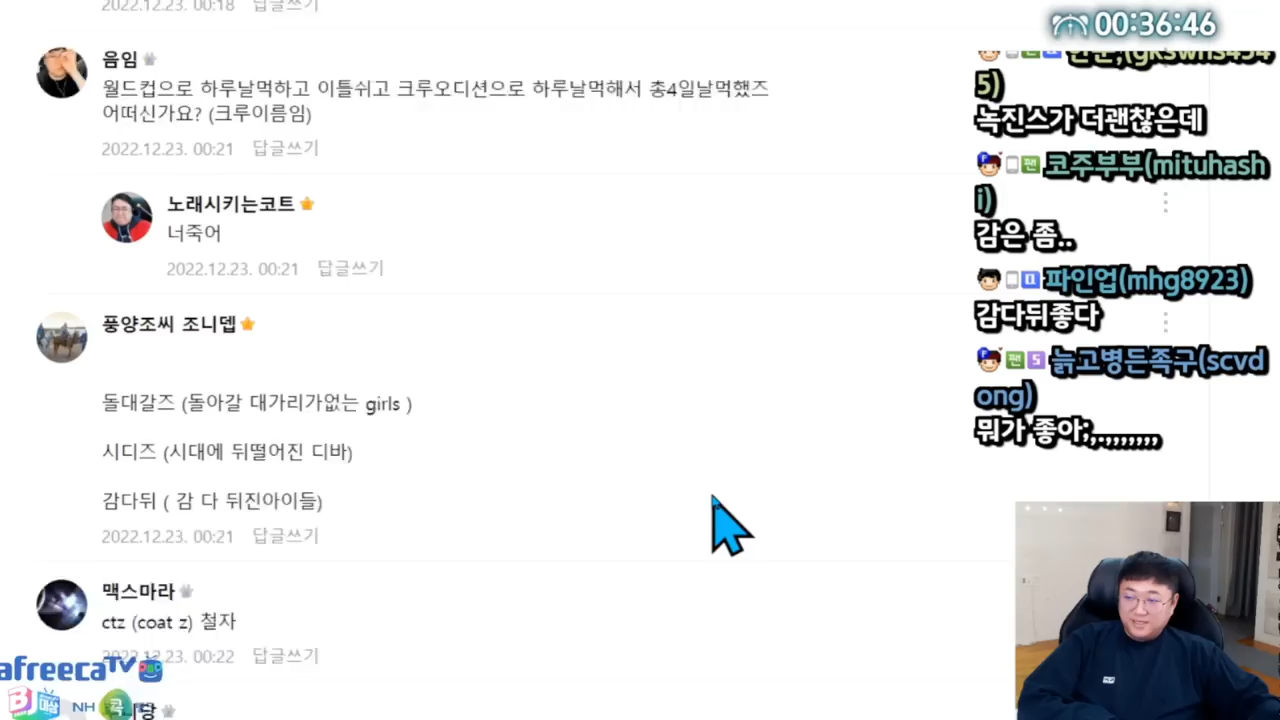 2022.12.23. 00:18 답글쓰기
00:36:46
음임
월드컵으로 하루날먹하고 이틀쉬고 크루오디션으로 하루날먹해서 총4일날먹했즈
어떠신가요? (크루이름임)
2022.12.23. 00:21 답글쓰기
노래시키는코트
너죽어
2022.12.23. 00:21 답글쓰기
풍양조씨 조니뎁
돌대갈즈 (돌아갈 대가리가없는 girls )
시디즈 (시대에 뒤떨어진 디바)
감다뒤 ( 감 다 뒤진아이들)
2022.12.23. 00:21 답글쓰기
맥스마라
ctz (coat z) 철자
2022.12.23. 00:22 답글쓰기
afreecaTV
NH 콕
5)
녹진스가 더괜찮은데
코주부부(mituhash
i)
감은 좀..
파인업(mhg8923)
감다뒤좋다
늙고병든족구(scvd
ong)
뭐가 좋아;,.,,,,,,,,